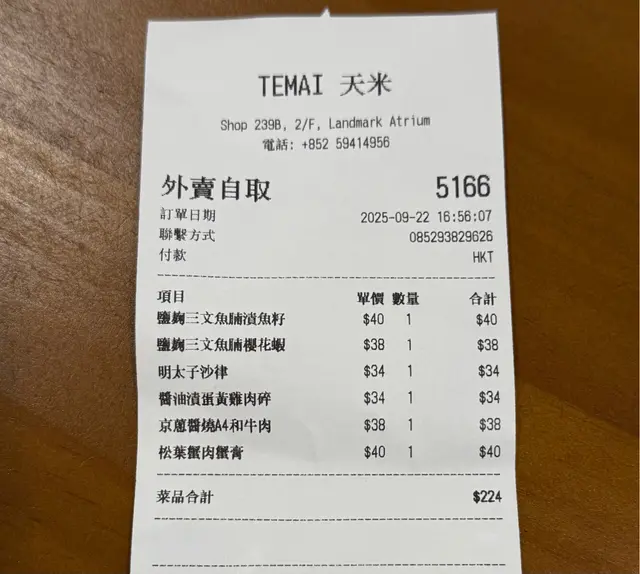 TEMAI 天米
Shop 239B, 2/F, Landmark Atrium
電話: +852 59414956
外賣自取 5166
訂單日期 2025-09-22 16:56:07
聯繫方式 085293829626
付款 HKT
項目 單價 數量 合計
鹽麴三文魚腩漬魚籽 $40 1 $40
鹽麴三文魚腩櫻花蝦 $38 1 $38
明太子沙律 $34 1 $34
醬油漬蛋黃雞肉碎 $34 1 $34
京蔥醬燒A4和牛肉 $38 1 $38
松葉蟹肉蟹膏 $40 1 $40
菜品合計 $224